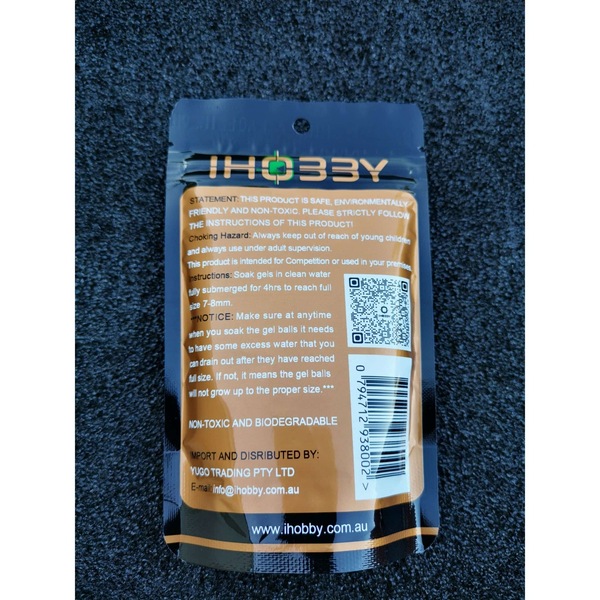 IHOBBY
STATEMENT: THIS PRODUCT IS SAFE, ENVIRONMENTALLY
FRIENDLY AND NON-TOXIC. PLEASE STRICTLY FOLLOW
THE INSTRUCTIONS OF THIS PRODUCT!
Choking Hazard: Always keep out of reach of young children
and always use under adult supervision.
This product is intended for Competition or used in your premises.
Instructions: Soak gels in clean water
fully submerged for 4hrs to reach full
size 7-8mm.
***NOTICE: Make sure at anytime
when you soak the gel balls it needs
to have some excess water that you
can drain out after they have reached
full size. If not, it means the gel balls
will not grow up to the proper size.***
NON-TOXIC AND BIODEGRADABLE
IMPORT AND DISRIBUTED BY:
YUGO TRADING PTY LTD
E-mail: info@ihobby.com.au
0 794712 938002 >
www.ihobby.com.au